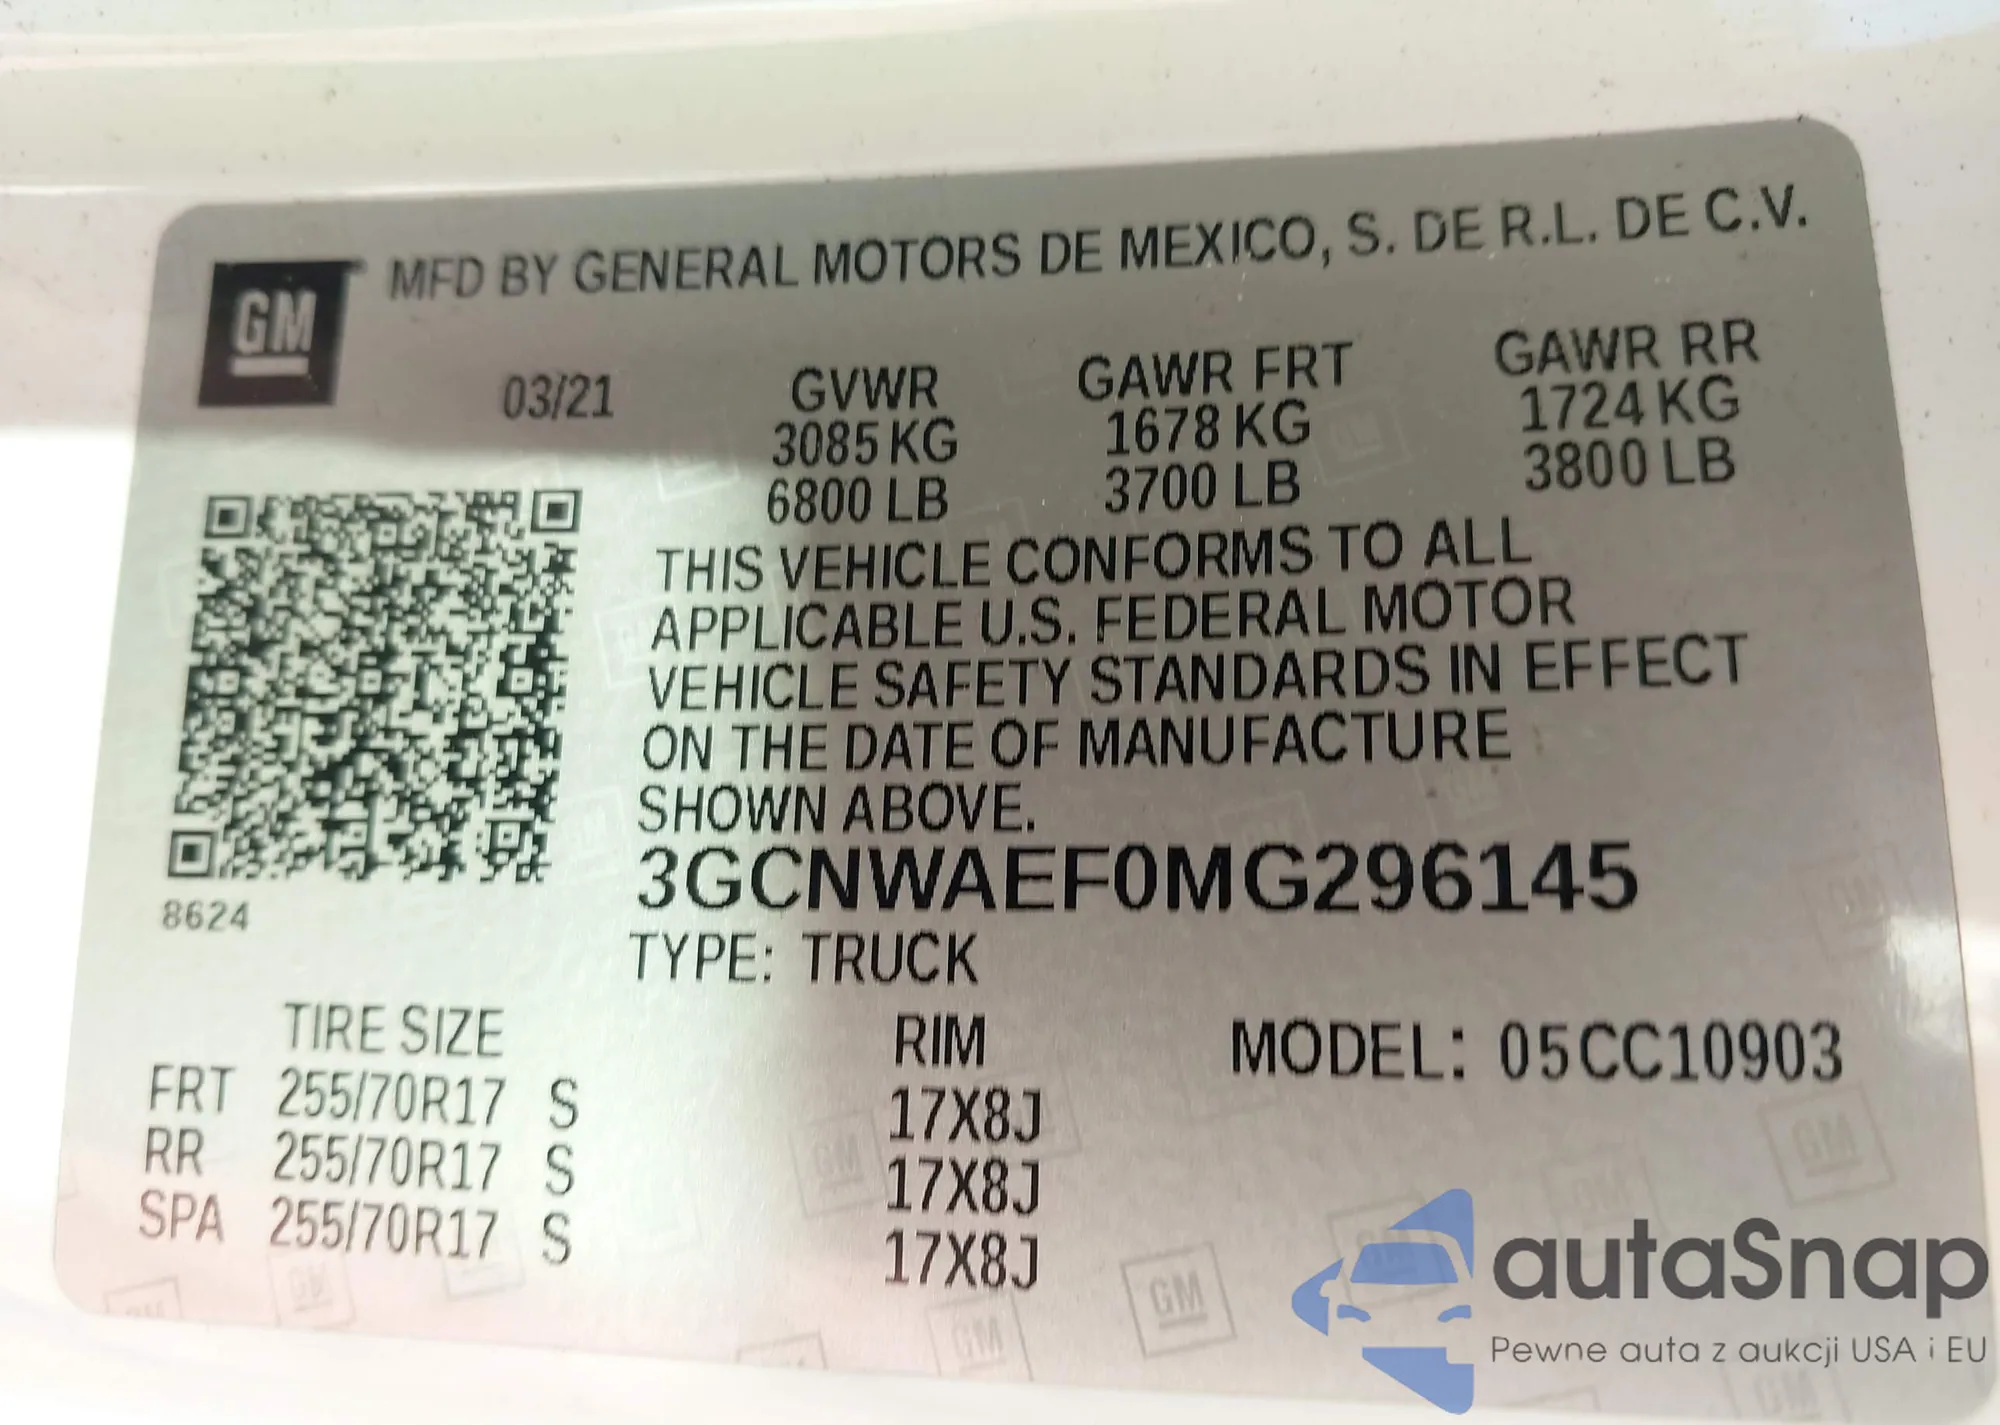 GM
MFD BY GENERAL MOTORS DE MEXICO, S. DE R.L. DE C.V.
03/21 GVWR GAWR FRT GAWR RR
3085 KG 1678 KG 1724 KG
6800 LB 3700 LB 3800 LB
THIS VEHICLE CONFORMS TO ALL
APPLICABLE U.S. FEDERAL MOTOR
VEHICLE SAFETY STANDARDS IN EFFECT
ON THE DATE OF MANUFACTURE
SHOWN ABOVE.
3GCNWAEF0MG296145
8624
TYPE: TRUCK
TIRE SIZE RIM MODEL: 05CC10903
FRT 255/70R17 S 17X8J
RR 255/70R17 S 17X8J
SPA 255/70R17 S 17X8J
autaSnap
Pewne auta z aukcji USA i EU